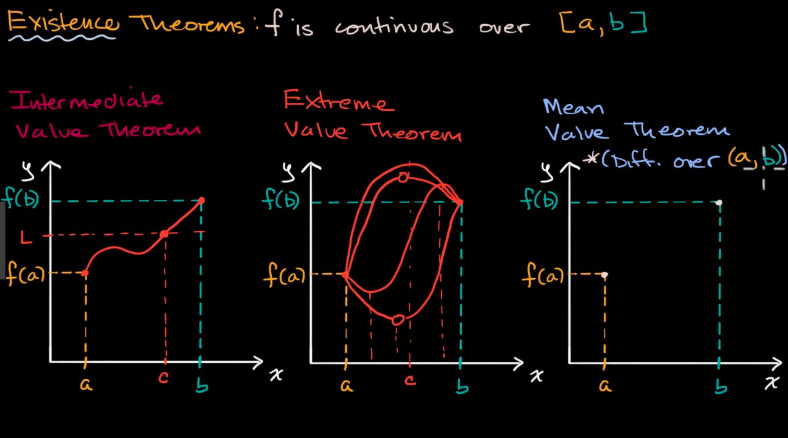 Existence Theorems: f is continuous over [a,b]
Intermediate
Value Theorem
y
f(b)
L
f(a)
a
c
b
x
Extreme
Value Theorem
y
f(b)
f(a)
a
c
b
x
Mean
Value Theorem
*(Diff. over (a,b))
y
f(b)
f(a)
a
b
x